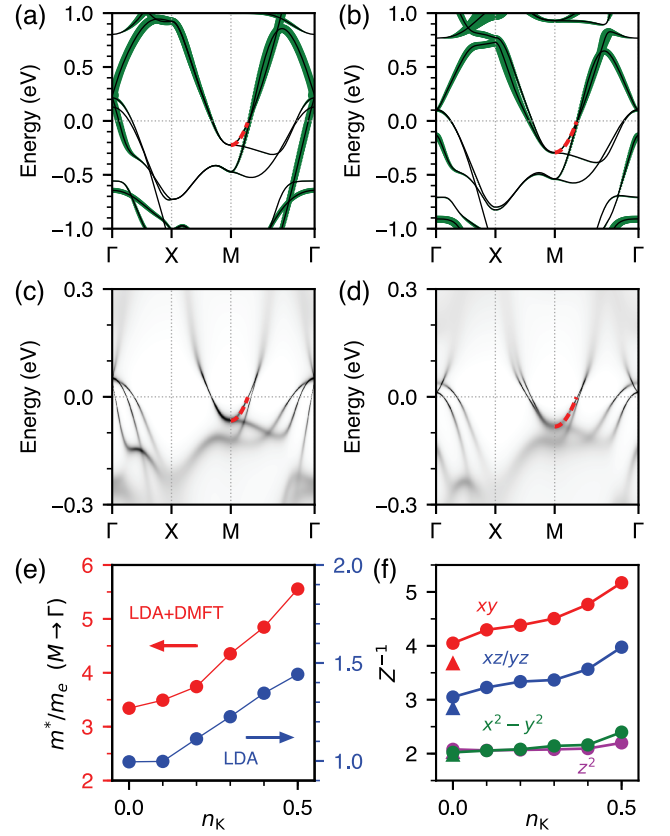 (a)
(b)
Energy (eV)
1.0
0.5
0.0
−0.5
−1.0
Γ
X
M
Γ
Energy (eV)
1.0
0.5
0.0
−0.5
−1.0
Γ
X
M
Γ
(c)
(d)
Energy (eV)
0.3
0.0
−0.3
Γ
X
M
Γ
Energy (eV)
0.3
0.0
−0.3
Γ
X
M
Γ
(e)
(f)
m*/mₑ (M → Γ)
6
5
4
3
2
LDA+DMFT
LDA
2.0
1.5
1.0
0.0
0.5
n_K
Z⁻¹
5
4
3
2
xy
xz/yz
x² − y²
z²
0.0
0.5
n_K